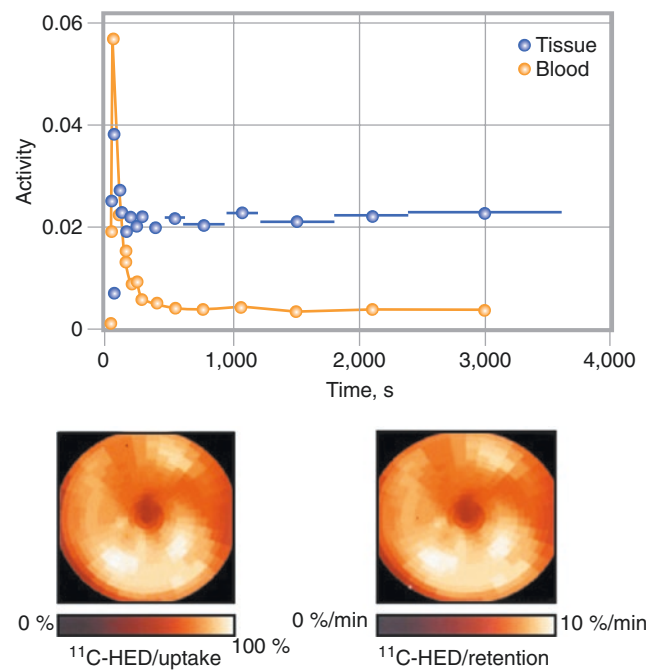 0.06
Tissue
Blood
0.04
Activity
0.02
0
0 1,000 2,000 3,000 4,000
Time, s
0 % 100 %
¹¹C-HED/uptake
0 %/min 10 %/min
¹¹C-HED/retention